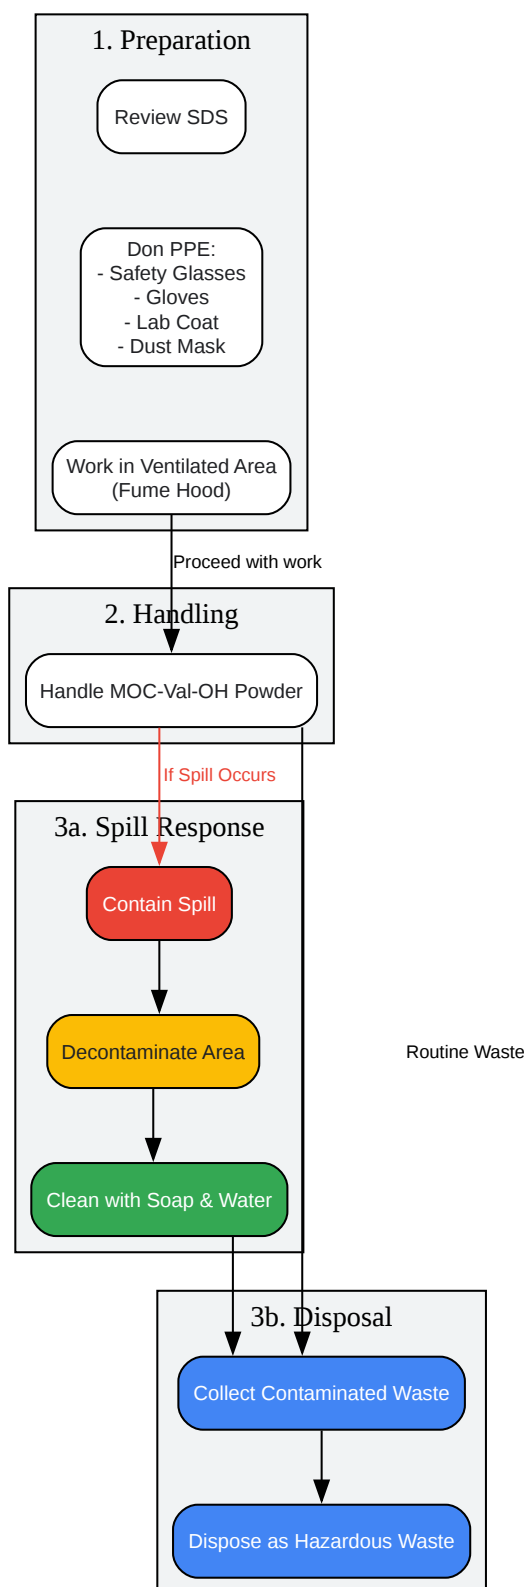 1. Preparation
Review SDS
Don PPE:
- Safety Glasses
- Gloves
- Lab Coat
- Dust Mask
Work in Ventilated Area
(Fume Hood)
Proceed with work
2. Handling
Handle MOC-Val-OH Powder
If Spill Occurs
3a. Spill Response
Contain Spill
Decontaminate Area
Routine Waste
Clean with Soap & Water
3b. Disposal
Collect Contaminated Waste
Dispose as Hazardous Waste